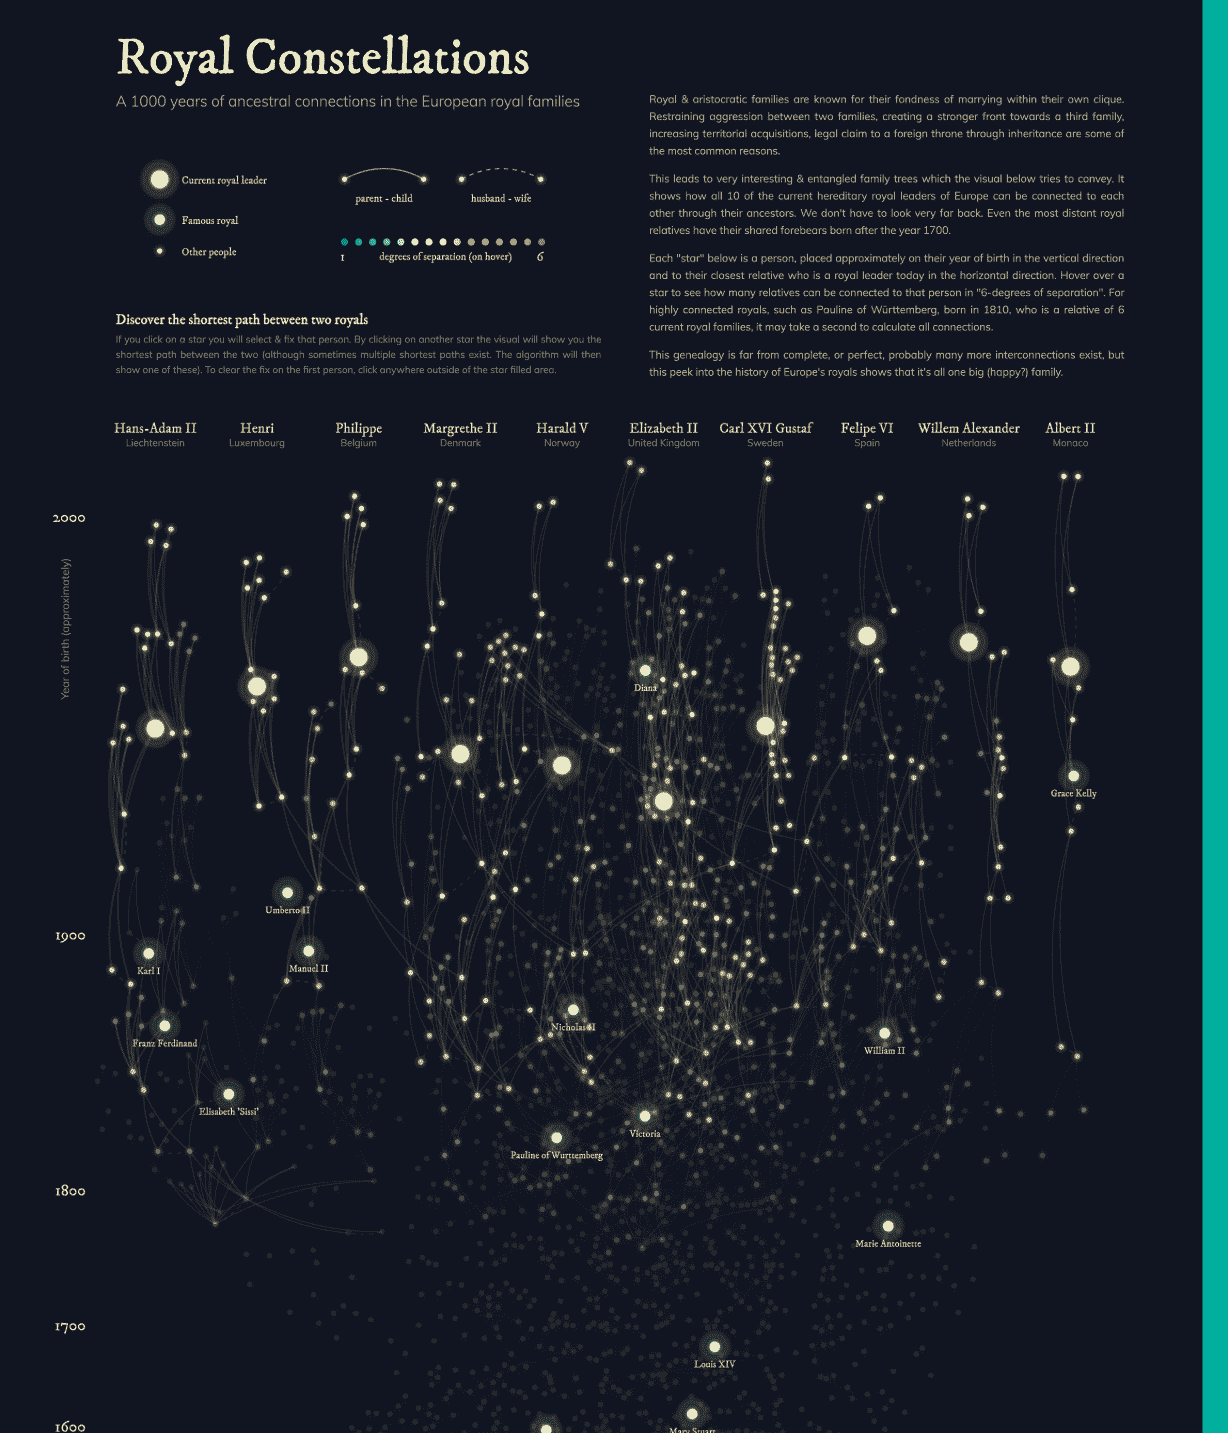 Royal Constellations
A 1000 years of ancestral connections in the European royal families
Current royal leader
Famous royal
Other people
parent - child
husband - wife
1
degrees of separation (on hover)
6
Discover the shortest path between two royals
If you click on a star you will select & fix that person. By clicking on another star the visual will show you the
shortest path between the two (although sometimes multiple shortest paths exist. The algorithm will then
show one of these). To clear the fix on the first person, click anywhere outside of the star filled area.
Royal & aristocratic families are known for their fondness of marrying within their own clique.
Restraining aggression between two families, creating a stronger front towards a third family,
increasing territorial acquisitions, legal claim to a foreign throne through inheritance are some of
the most common reasons.
This leads to very interesting & entangled family trees which the visual below tries to convey. It
shows how all 10 of the current hereditary royal leaders of Europe can be connected to each
other through their ancestors. We don't have to look very far back. Even the most distant royal
relatives have their shared forebears born after the year 1700.
Each "star" below is a person, placed approximately on their year of birth in the vertical direction
and to their closest relative who is a royal leader today in the horizontal direction. Hover over a
star to see how many relatives can be connected to that person in "6-degrees of separation". For
highly connected royals, such as Pauline of Württemberg, born in 1810, who is a relative of 6
current royal families, it may take a second to calculate all connections.
This genealogy is far from complete, or perfect, probably many more interconnections exist, but
this peek into the history of Europe's royals shows that it's all one big (happy?) family.
Hans-Adam II
Liechtenstein
Henri
Luxembourg
Philippe
Belgium
Margrethe II
Denmark
Harald V
Norway
Elizabeth II
United Kingdom
Carl XVI Gustaf
Sweden
Felipe VI
Spain
Willem Alexander
Netherlands
Albert II
Monaco
2000
Year of birth (approximately)
Diana
Grace Kelly
Umberto II
1900
Karl I
Manuel II
Nicholas II
Franz Ferdinand
William II
Elisabeth 'Sissi'
Victoria
Pauline of Wurttemberg
1800
Marie Antoinette
1700
Louis XIV
1600
Mary Stuart